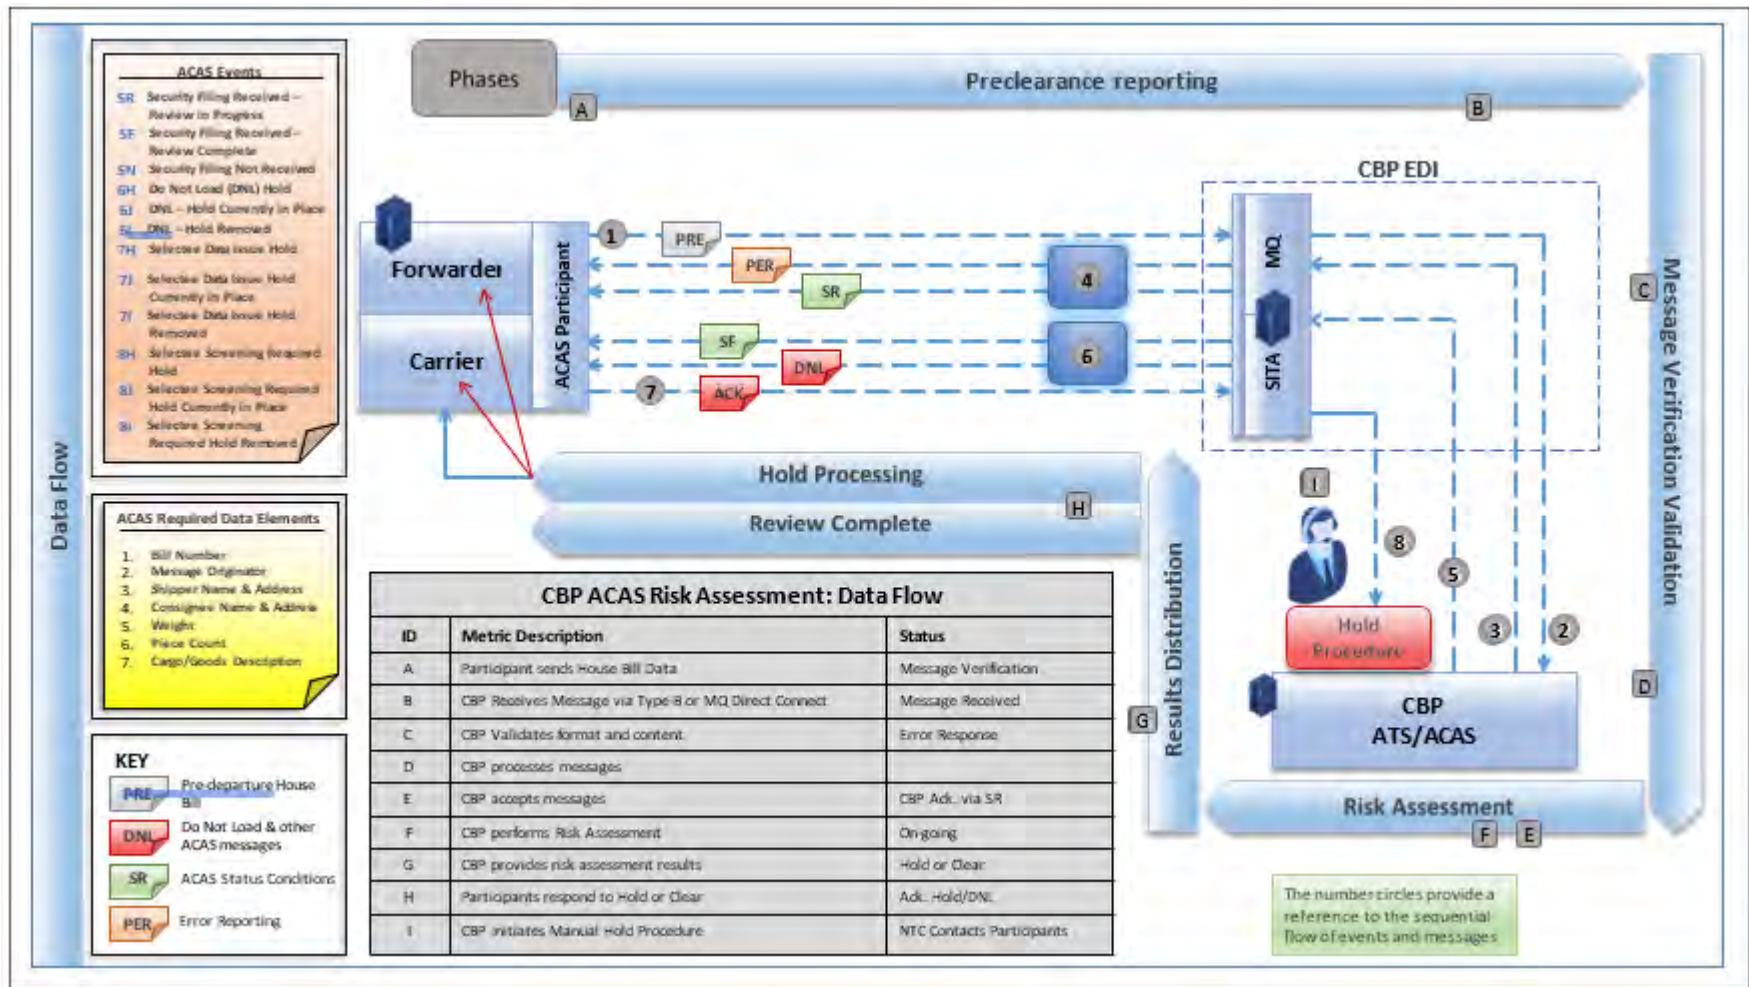 Data Flow
ACAS Events
SR Security Filing Received –
Review in Progress
SF Security Filing Received –
Review Complete
SN Security Filing Not Received
6H Do Not Load (DNL) Hold
6J DNL – Hold Currently in Place
6I DNL – Hold Removed
7H Selectee Data Issue Hold
7J Selectee Data Issue Hold
Currently in Place
7I Selectee Data Issue Hold
Removed
8H Selectee Screening Required
Hold
8J Selectee Screening Required
Hold Currently in Place
8I Selectee Screening
Required Hold Removed
ACAS Required Data Elements
1. Bill Number
2. Message Originator
3. Shipper Name & Address
4. Consignee Name & Address
5. Weight
6. Piece Count
7. Cargo/Goods Description
KEY
PRE Pre-departure House
Bill
DNL Do Not Load & other
ACAS messages
SR ACAS Status Conditions
PER Error Reporting
Phases
Preclearance reporting
A
B
CBP EDI
Forwarder
Carrier
ACAS Participant
1
PRE
PER
SR
4
SF
DNL
6
7
ACK
MQ
SITA
C
Message Verification Validation
D
Hold Processing
Review Complete
H
G
Results Distribution
I
8
5
3
2
Hold
Procedure
CBP
ATS/ACAS
Risk Assessment
F
E
CBP ACAS Risk Assessment: Data Flow
ID Metric Description Status
A Participant sends House Bill Data Message Verification
B CBP Receives Message via Type-B or MQ Direct Connect Message Received
C CBP Validates format and content Error Response
D CBP processes messages
E CBP accepts messages CBP Ack. via SR
F CBP performs Risk Assessment On-going
G CBP provides risk assessment results Hold or Clear
H Participants respond to Hold or Clear Ack. Hold/DNL
I CBP initiates Manual Hold Procedure NTC Contacts Participants
The number circles provide a
reference to the sequential
flow of events and messages